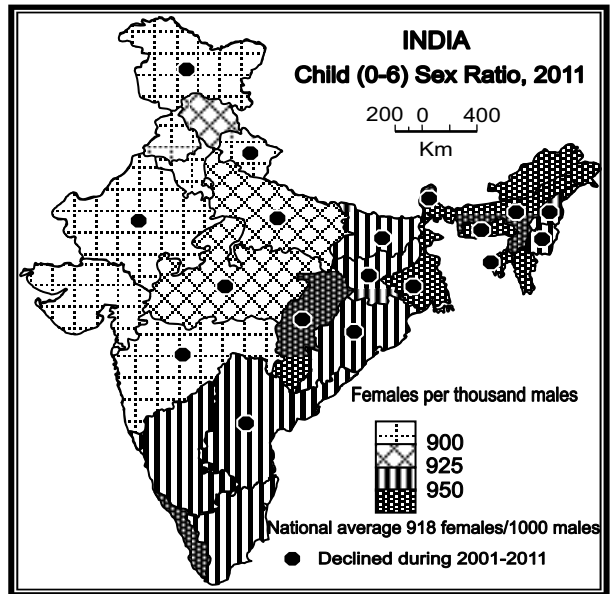 INDIA
Child (0-6) Sex Ratio, 2011
200 0 400
Km
Females per thousand males
900
925
950
National average 918 females/1000 males
Declined during 2001-2011